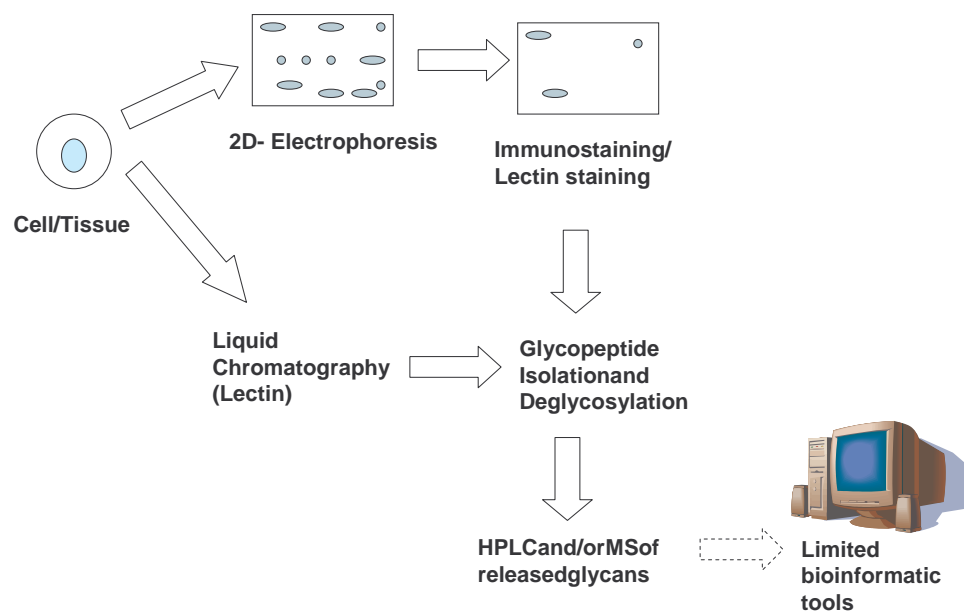 2D- Electrophoresis
Immunostaining/
Lectin staining
Cell/Tissue
Liquid
Chromatography
(Lectin)
Glycopeptide
Isolationand
Deglycosylation
HPLCand/orMSof
releasedglycans
Limited
bioinformatic
tools